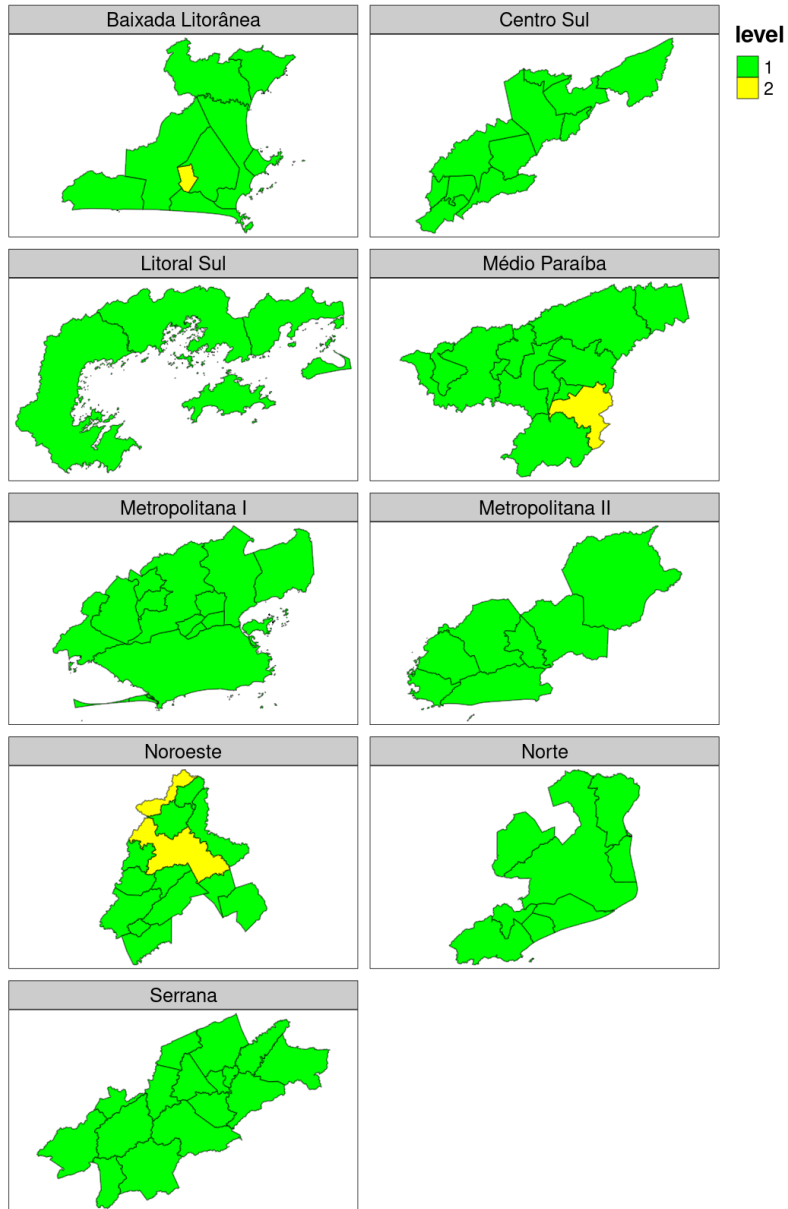 Baixada Litorânea
Centro Sul
level
1
2
Litoral Sul
Médio Paraíba
Metropolitana I
Metropolitana II
Noroeste
Norte
Serrana